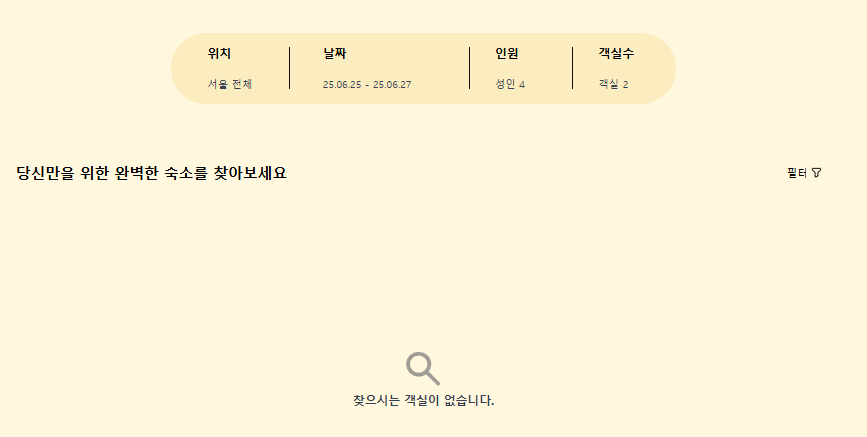 위치 날짜 인원 객실수
서울 전체 25.06.25 - 25.06.27 성인 4 객실 2
당신만을 위한 완벽한 숙소를 찾아보세요 필터
찾으시는 객실이 없습니다.